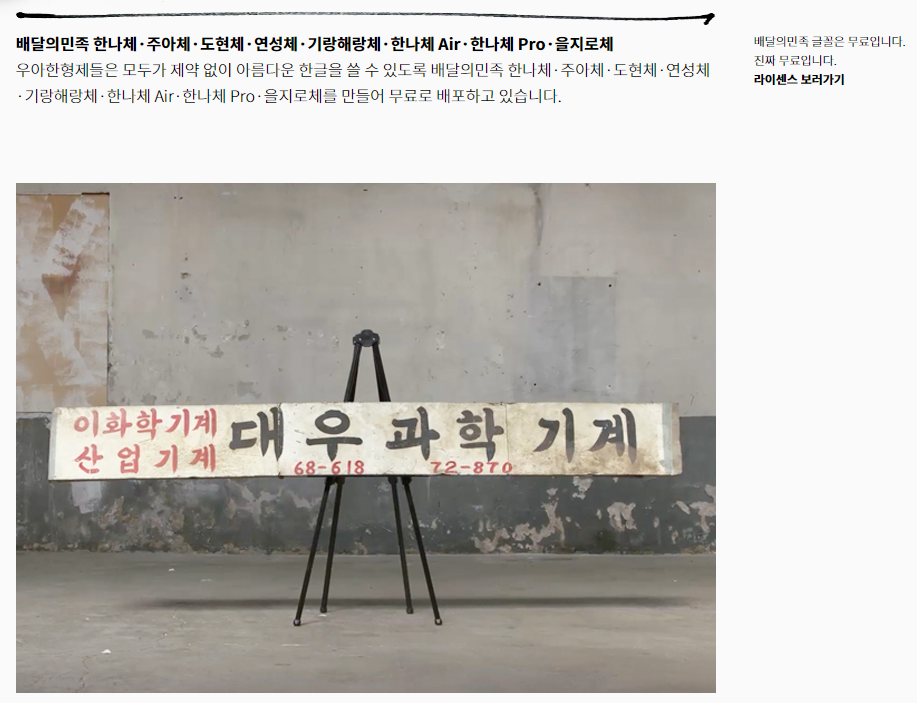 배달의민족 한나체·주아체·도현체·연성체·기랑해랑체·한나체 Air·한나체 Pro·을지로체
우아한형제들은 모두가 제약 없이 아름다운 한글을 쓸 수 있도록 배달의민족 한나체·주아체·도현체·연성체
·기랑해랑체·한나체 Air·한나체 Pro·을지로체를 만들어 무료로 배포하고 있습니다.
배달의민족 글꼴은 무료입니다.
진짜 무료입니다.
라이센스 보러가기
이화학기계
산업기계
대우과학기계
68-618 72-870